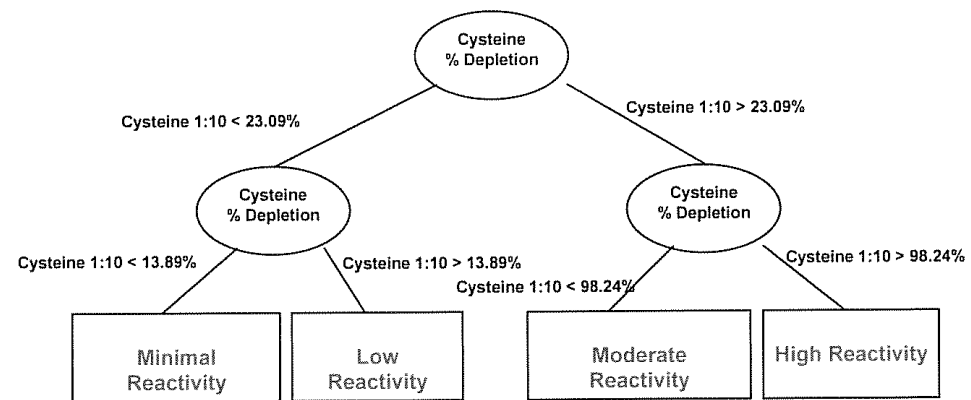 Cysteine
% Depletion
Cysteine 1:10 < 23.09%
Cysteine 1:10 > 23.09%
Cysteine
% Depletion
Cysteine
% Depletion
Cysteine 1:10 < 13.89%
Cysteine 1:10 > 13.89%
Cysteine 1:10 < 98.24%
Cysteine 1:10 > 98.24%
Minimal
Reactivity
Low
Reactivity
Moderate
Reactivity
High Reactivity